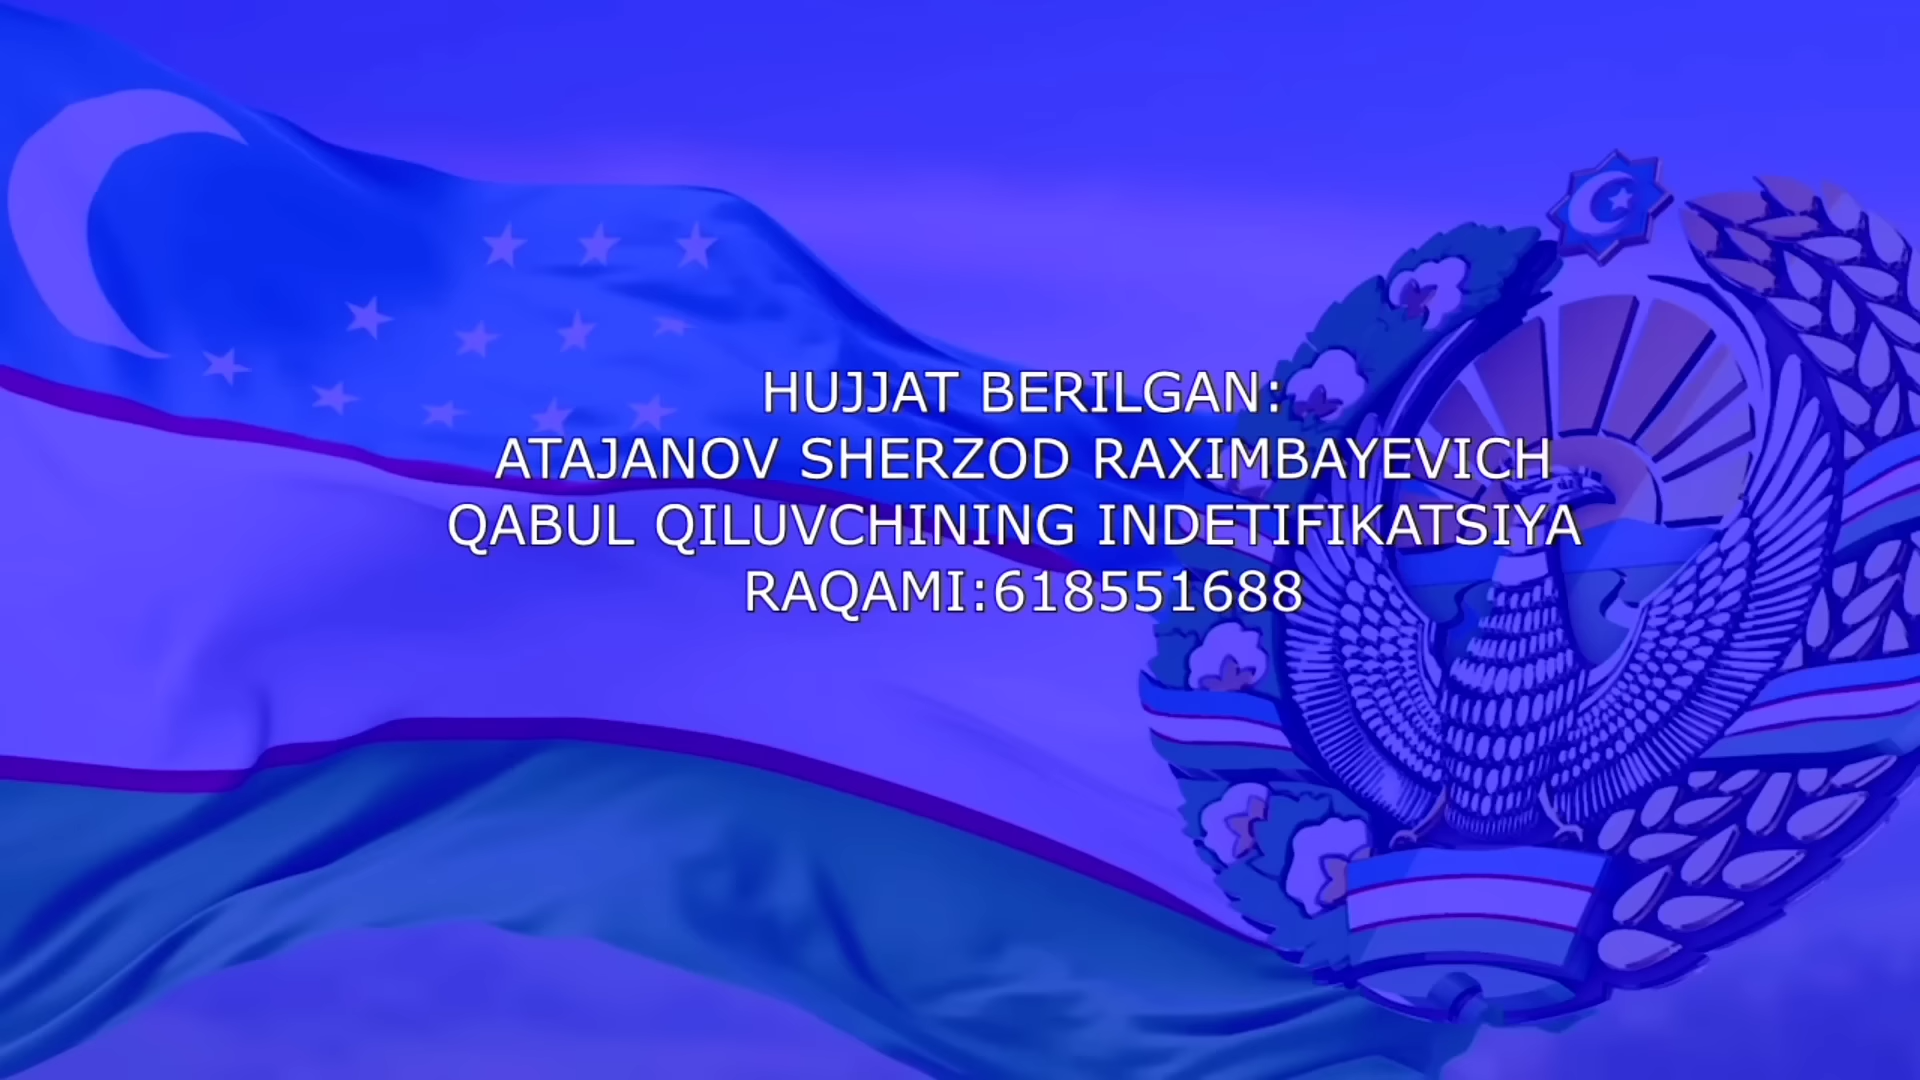 HUJJAT BERILGAN:
ATAJANOV SHERZOD RAXIMBAYEVICH
QABUL QILUVCHINING INDETIFIKATSIYA
RAQAMI:618551688